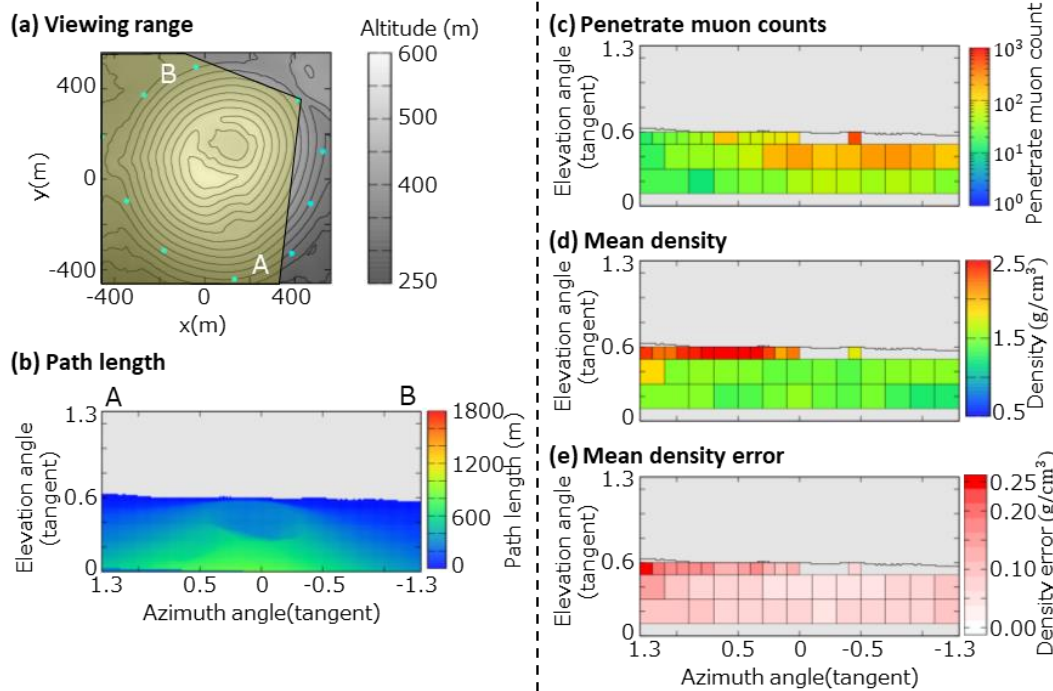 (a) Viewing range
Altitude (m)
600
500
400
250
B
A
400
0
-400
y(m)
-400 0 400
x(m)
(b) Path length
A B
1.3
0.6
0
Elevation angle
(tangent)
1800
1200
600
0
Path length (m)
1.3 0.5 0 -0.5 -1.3
Azimuth angle(tangent)
(c) Penetrate muon counts
1.3
0.6
0
Elevation angle
(tangent)
10³
10²
10¹
10⁰
Penetrate muon count
(d) Mean density
1.3
0.6
0
Elevation angle
(tangent)
2.5
1.5
0.5
Density (g/cm³)
(e) Mean density error
1.3
0.6
0
Elevation angle
(tangent)
0.25
0.20
0.10
0.00
Density error (g/cm³)
1.3 0.5 0 -0.5 -1.3
Azimuth angle(tangent)